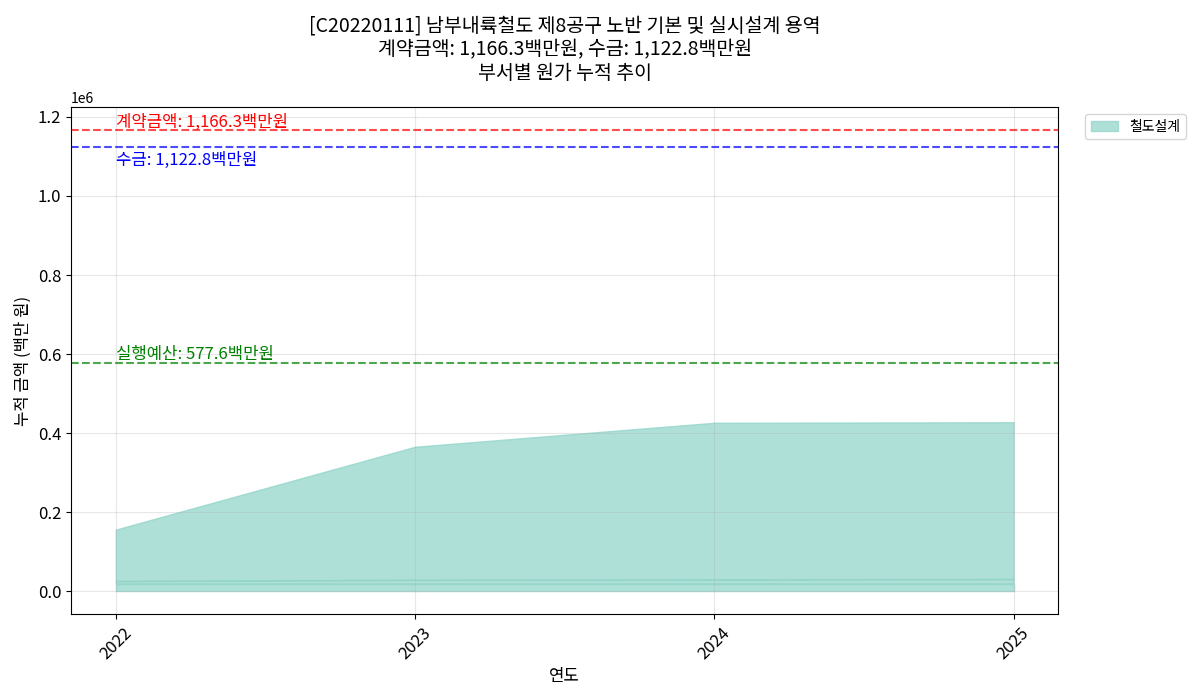 [C20220111] 남부내륙철도 제8공구 노반 기본 및 실시설계 용역
계약금액: 1,166.3백만원, 수금: 1,122.8백만원
부서별 원가 누적 추이
1e6
1.2
계약금액: 1,166.3백만원
철도설계
수금: 1,122.8백만원
1.0
0.8
실행예산: 577.6백만원
0.6
누적 금액 (백만 원)
0.4
0.2
0.0
2022
2023
2024
2025
연도